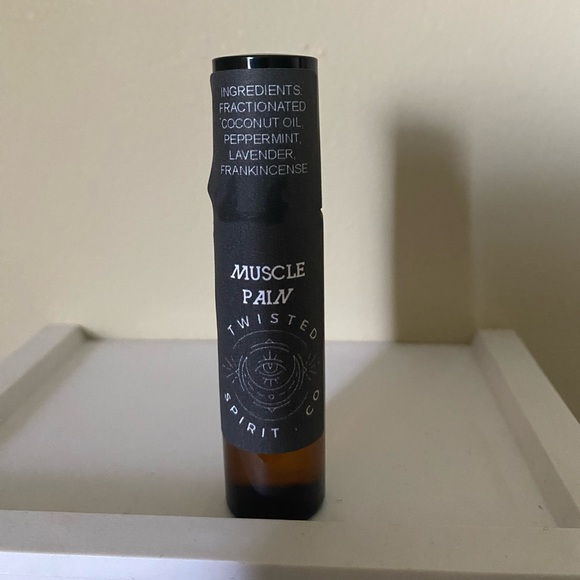 INGREDIENTS:
FRACTIONATED
COCONUT OIL,
PEPPERMINT,
LAVENDER,
FRANKINCENSE
MUSCLE
PAIN
TWISTED
SPIRIT · CO